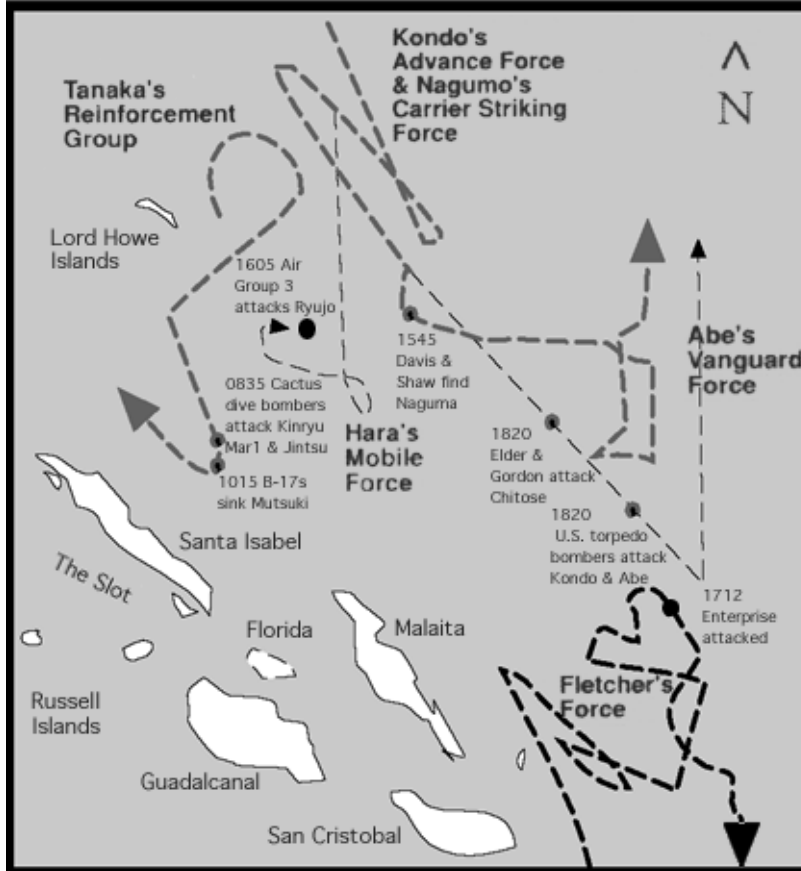 Kondo's
Advance Force
& Nagumo's
Carrier Striking
Force
^
N
Tanaka's
Reinforcement
Group
Lord Howe
Islands
1605 Air
Group 3
attacks Ryujo
1545
Davis &
Shaw find
Naguma
Abe's
Vanguard
Force
0835 Cactus
dive bombers
attack Kinryu
Mar1 & Jintsu
Hara's
Mobile
Force
1015 B-17s
sink Mutsuki
1820
Elder &
Gordon attack
Chitose
1820
U.S. torpedo
bombers attack
Kondo & Abe
Santa Isabel
The Slot
1712
Enterprise
attacked
Florida
Malaita
Fletcher's
Force
Russell
Islands
Guadalcanal
San Cristobal